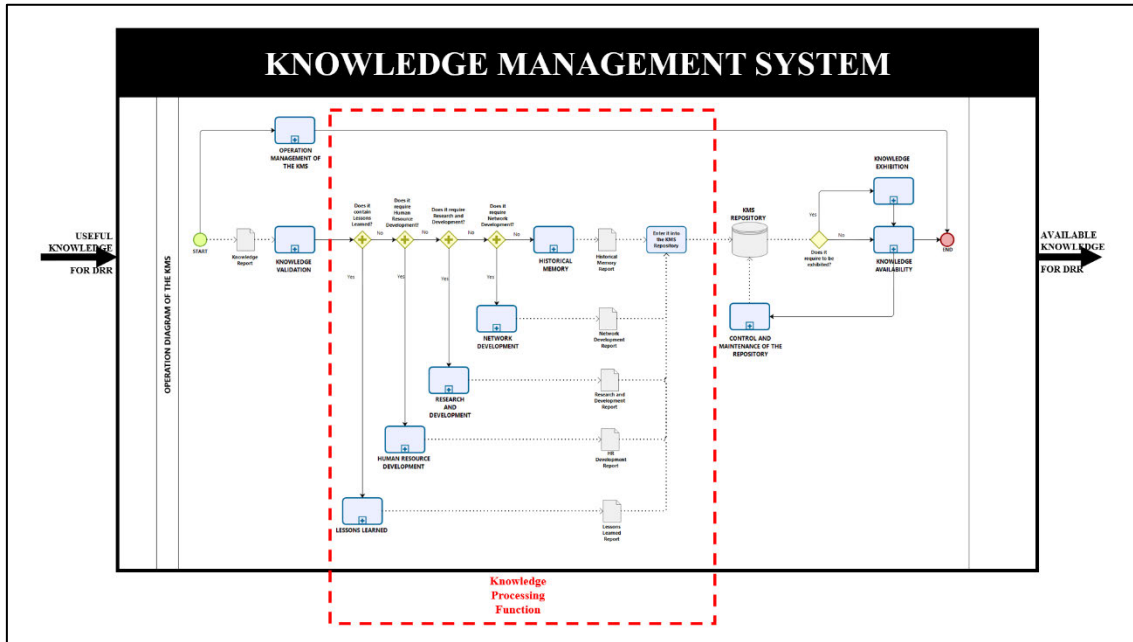 KNOWLEDGE MANAGEMENT SYSTEM
USEFUL
KNOWLEDGE
FOR DRR
OPERATION DIAGRAM OF THE KMS
START
OPERATION
MANAGEMENT OF
THE KMS
Knowledge
Report
KNOWLEDGE
VALIDATION
Does it
contain
Lessons
Learned?
No
Yes
Does it
require
Human
Resource
Development?
No
Yes
Does it require
Research and
Development?
No
Yes
Does it
require
Network
Development?
No
Yes
HISTORICAL
MEMORY
Historical
Memory
Report
Enter it into
the KMS
Repository
NETWORK
DEVELOPMENT
Network
Development
Report
RESEARCH
AND
DEVELOPMENT
Research and
Development
Report
HUMAN RESOURCE
DEVELOPMENT
HR
Development
Report
LESSONS LEARNED
Lessons
Learned
Report
KMS
REPOSITORY
Yes
No
Does it
require to be
exhibited?
KNOWLEDGE
EXHIBITION
KNOWLEDGE
AVAILABILITY
END
CONTROL AND
MAINTENANCE OF THE
REPOSITORY
AVAILABLE
KNOWLEDGE
FOR DRR
Knowledge
Processing
Function